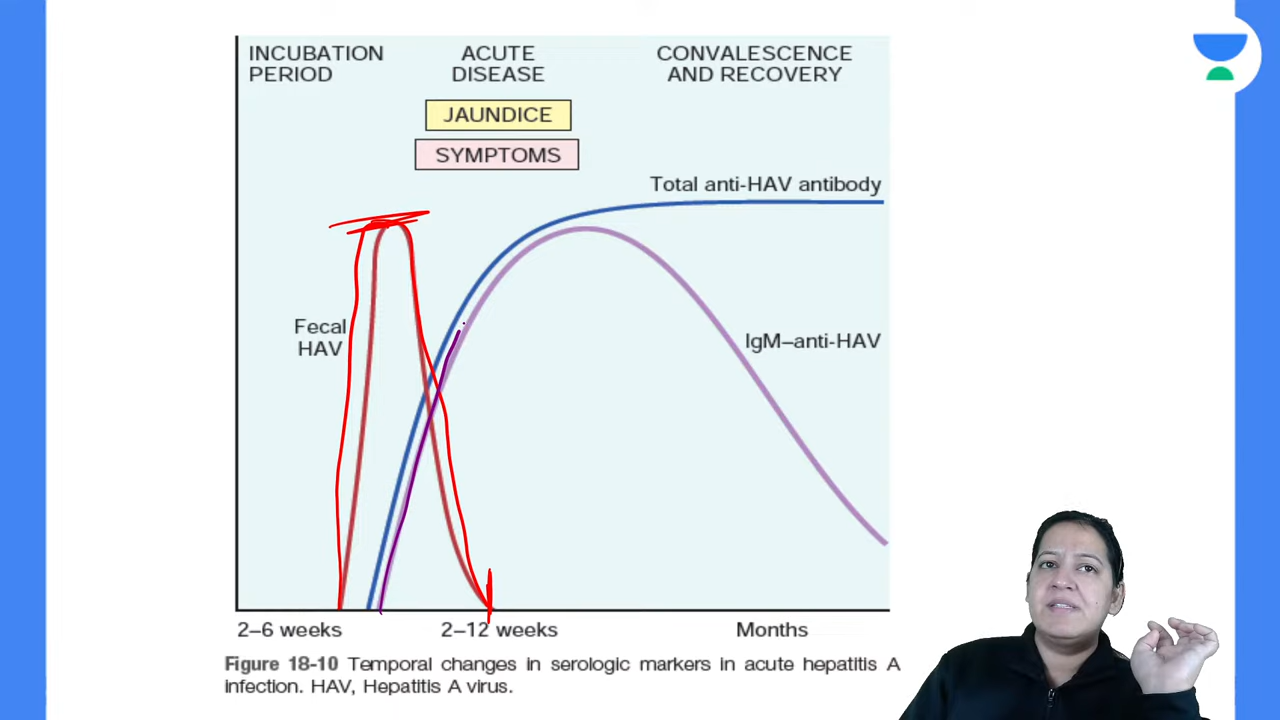 INCUBATION
PERIOD
ACUTE
DISEASE
CONVALESCENCE
AND RECOVERY
JAUNDICE
SYMPTOMS
Total anti-HAV antibody
Fecal
HAV
IgM–anti-HAV
2–6 weeks
2–12 weeks
Months
Figure 18-10 Temporal changes in serologic markers in acute hepatitis A
infection. HAV, Hepatitis A virus.